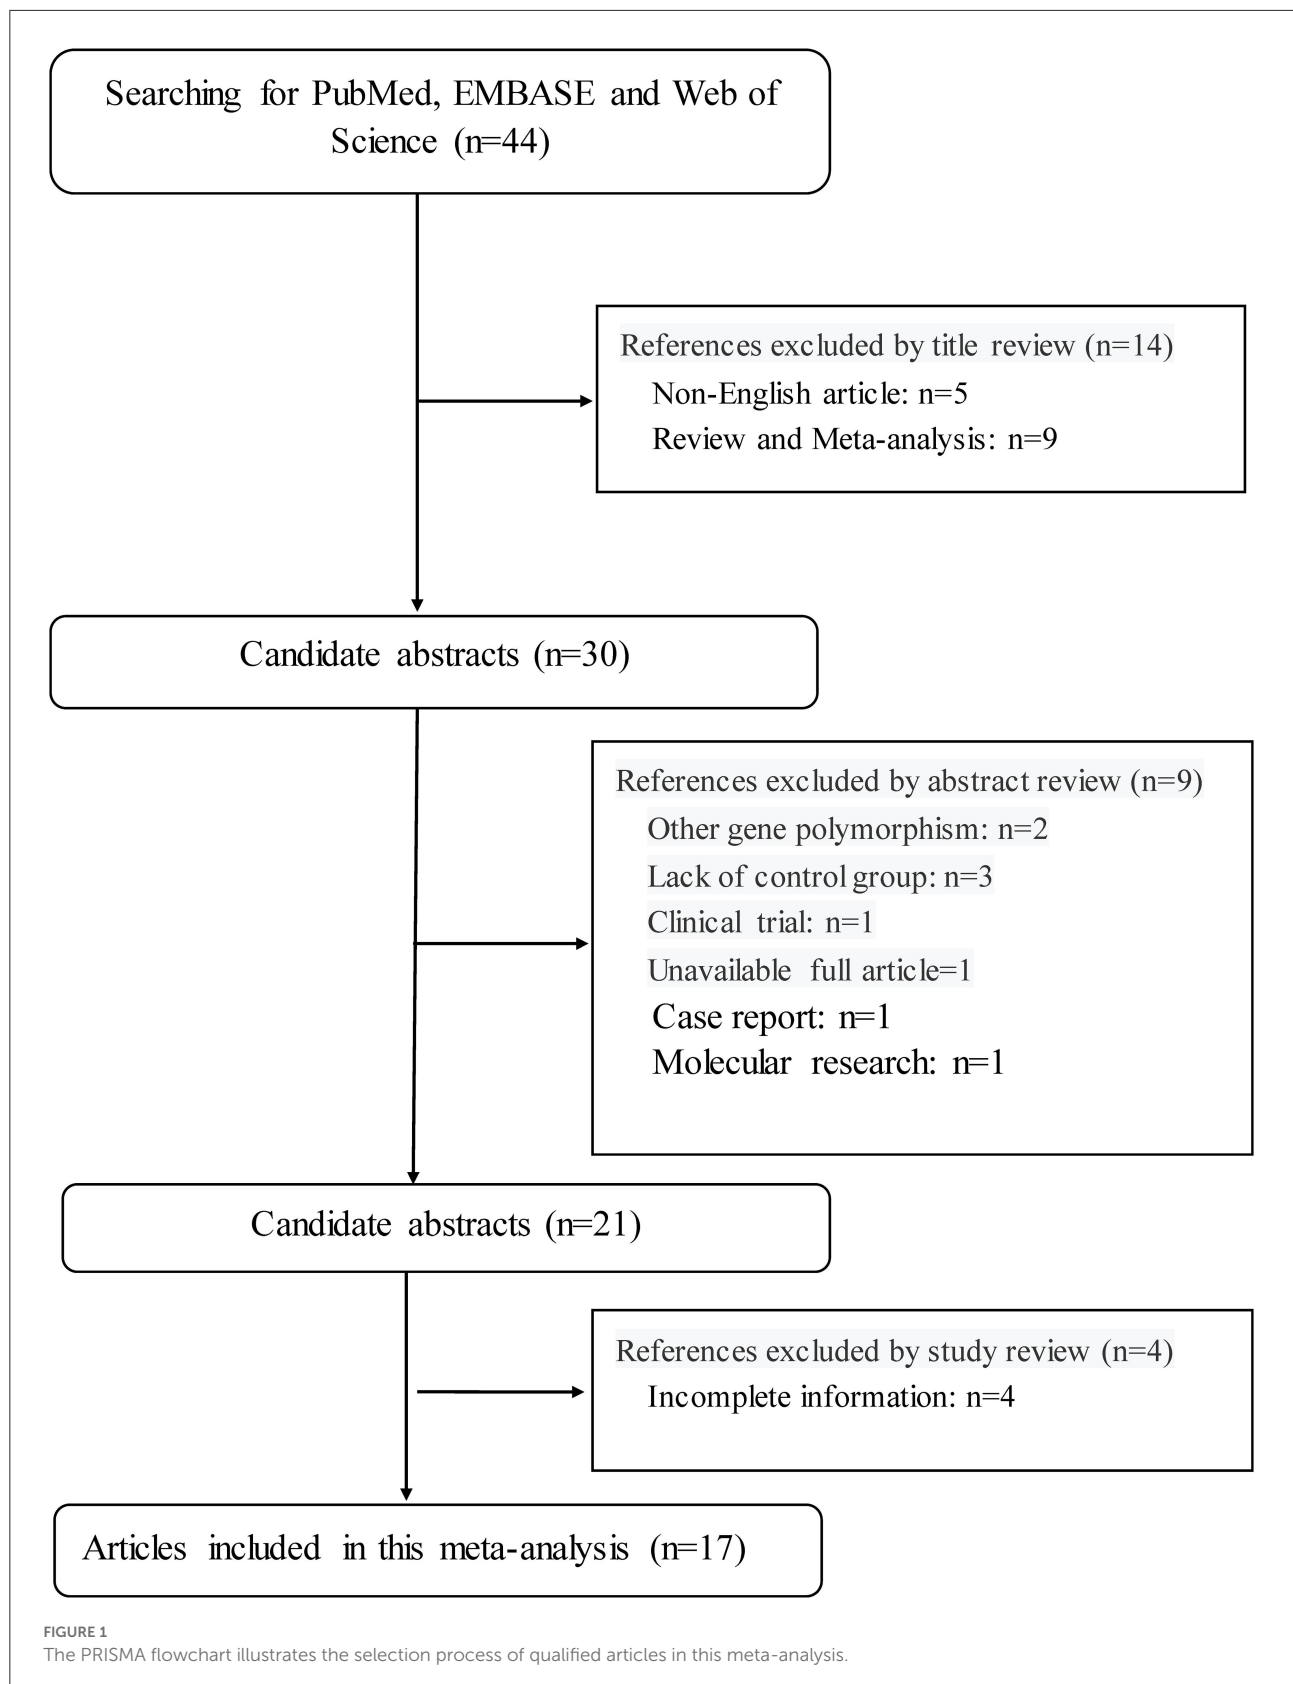 Searching for PubMed, EMBASE and Web of
Science (n=44)
References excluded by title review (n=14)
Non-English article: n=5
Review and Meta-analysis: n=9
Candidate abstracts (n=30)
References excluded by abstract review (n=9)
Other gene polymorphism: n=2
Lack of control group: n=3
Clinical trial: n=1
Unavailable full article=1
Case report: n=1
Molecular research: n=1
Candidate abstracts (n=21)
References excluded by study review (n=4)
Incomplete information: n=4
Articles included in this meta-analysis (n=17)
FIGURE 1
The PRISMA flowchart illustrates the selection process of qualified articles in this meta-analysis.